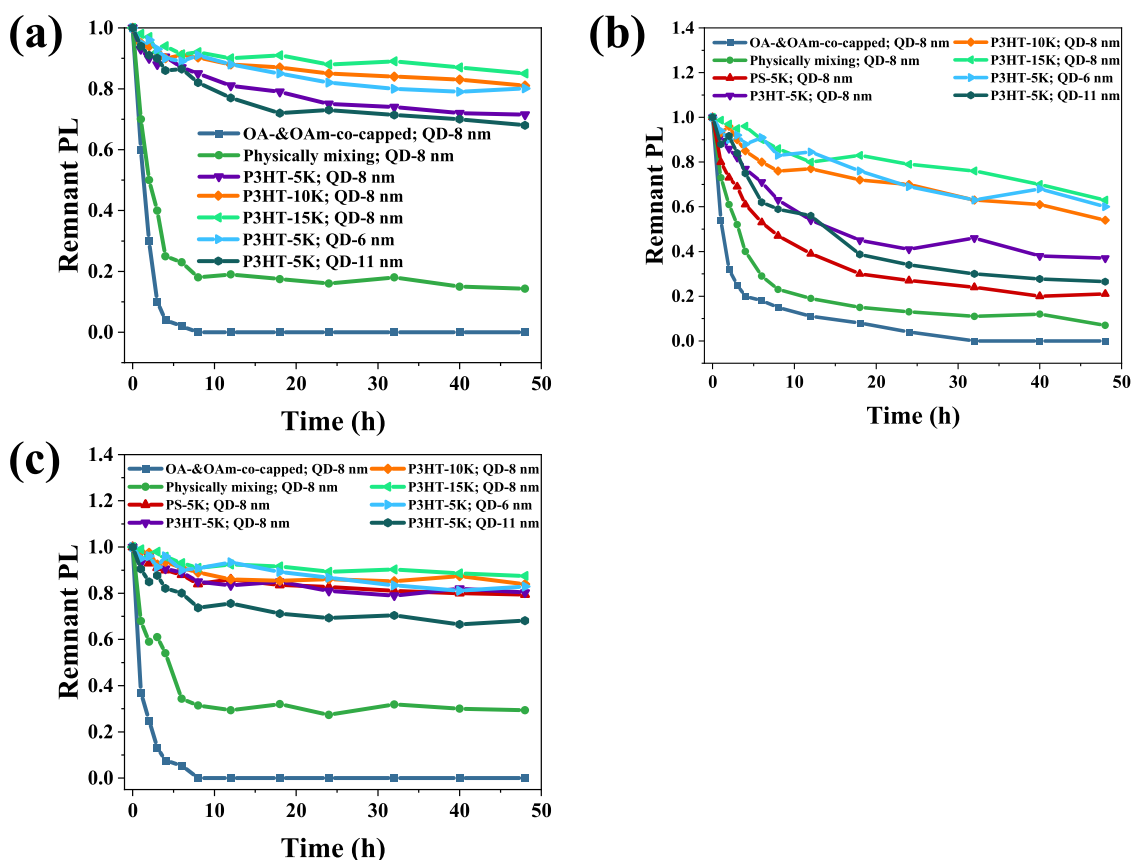 (a)
Remnant PL
1.0
0.8
0.6
0.4
0.2
0.0
OA-&OAm-co-capped; QD-8 nm
Physically mixing; QD-8 nm
P3HT-5K; QD-8 nm
P3HT-10K; QD-8 nm
P3HT-15K; QD-8 nm
P3HT-5K; QD-6 nm
P3HT-5K; QD-11 nm
0 10 20 30 40 50
Time (h)
(b)
Remnant PL
1.4
1.2
1.0
0.8
0.6
0.4
0.2
0.0
OA-&OAm-co-capped; QD-8 nm
Physically mixing; QD-8 nm
PS-5K; QD-8 nm
P3HT-5K; QD-8 nm
P3HT-10K; QD-8 nm
P3HT-15K; QD-8 nm
P3HT-5K; QD-6 nm
P3HT-5K; QD-11 nm
0 10 20 30 40 50
Time (h)
(c)
Remnant PL
1.4
1.2
1.0
0.8
0.6
0.4
0.2
0.0
OA-&OAm-co-capped; QD-8 nm
Physically mixing; QD-8 nm
PS-5K; QD-8 nm
P3HT-5K; QD-8 nm
P3HT-10K; QD-8 nm
P3HT-15K; QD-8 nm
P3HT-5K; QD-6 nm
P3HT-5K; QD-11 nm
0 10 20 30 40 50
Time (h)